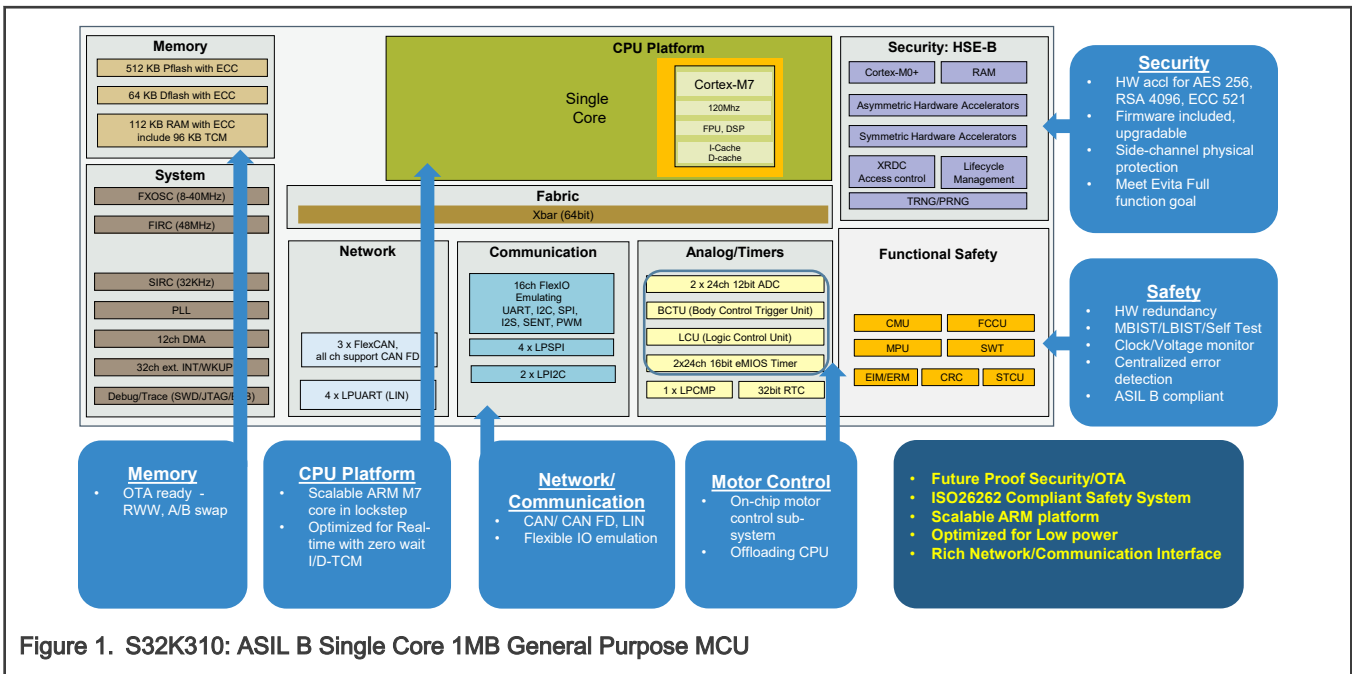 Memory
512 KB Pflash with ECC
64 KB Dflash with ECC
112 KB RAM with ECC
include 96 KB TCM
System
FXOSC (8-40MHz)
FIRC (48MHz)
SIRC (32KHz)
PLL
12ch DMA
32ch ext. INT/WKUP
Debug/Trace (SWD/JTAG/
B)
CPU Platform
Single
Core
Cortex-M7
120Mhz
FPU, DSP
I-Cache
D-cache
Fabric
Xbar (64bit)
Network
3 x FlexCAN,
all ch support CAN FD
4 x LPUART (LIN)
Communication
16ch FlexIO
Emulating
UART, I2C, SPI,
I2S, SENT, PWM
4 x LPSPI
2 x LPI2C
Analog/Timers
2 x 24ch 12bit ADC
BCTU (Body Control Trigger Unit)
LCU (Logic Control Unit)
2x24ch 16bit eMIOS Timer
1 x LPCMP
32bit RTC
Security: HSE-B
Cortex-M0+
RAM
Asymmetric Hardware Accelerators
Symmetric Hardware Accelerators
XRDC
Access control
Lifecycle
Management
TRNG/PRNG
Functional Safety
CMU
FCCU
MPU
SWT
EIM/ERM
CRC
STCU
Security
• HW accl for AES 256,
RSA 4096, ECC 521
• Firmware included,
upgradable
• Side-channel physical
protection
• Meet Evita Full
function goal
Safety
• HW redundancy
• MBIST/LBIST/Self Test
• Clock/Voltage monitor
• Centralized error
detection
• ASIL B compliant
Memory
• OTA ready -
RWW, A/B swap
CPU Platform
• Scalable ARM M7
core in lockstep
• Optimized for Real-
time with zero wait
I/D-TCM
Network/
Communication
• CAN/ CAN FD, LIN
• Flexible IO emulation
Motor Control
• On-chip motor
control sub-
system
• Offloading CPU
• Future Proof Security/OTA
• ISO26262 Compliant Safety System
• Scalable ARM platform
• Optimized for Low power
• Rich Network/Communication Interface
Figure 1. S32K310: ASIL B Single Core 1MB General Purpose MCU